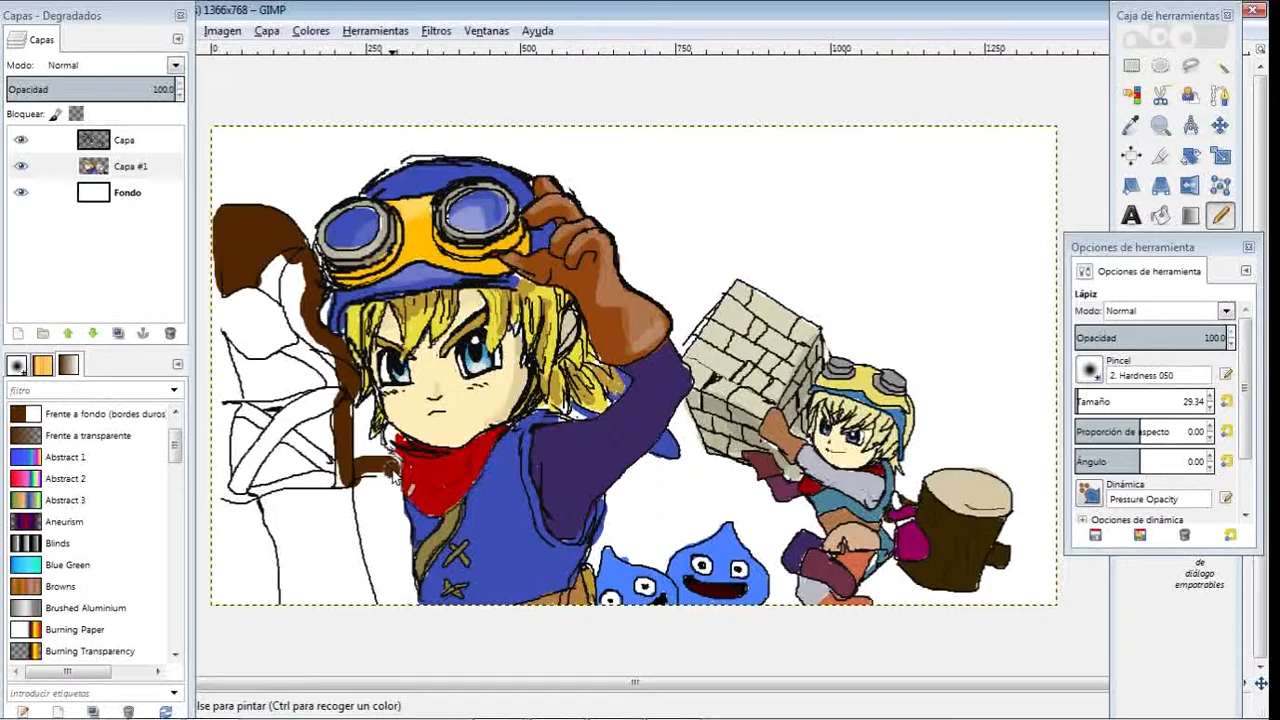 Capas - Degradados
) 1366x768 – GIMP
Caja de herramientas
Capas
Imagen Capa Colores Herramientas Filtros Ventanas Ayuda
0 250 500 750 1000 1250
Modo: Normal
Opacidad 100.0
Bloquear:
Capa
Capa #1
Fondo
filtro
Frente a fondo (bordes duros
Frente a transparente
Abstract 1
Abstract 2
Abstract 3
Aneurism
Blinds
Blue Green
Browns
Brushed Aluminium
Burning Paper
Burning Transparency
introducir etiquetas
lse para pintar (Ctrl para recoger un color)
Opciones de herramienta
Opciones de herramienta
Lápiz
Modo: Normal
Opacidad 100.0
Pincel
2. Hardness 050
Tamaño 29.34
Proporción de aspecto 0.00
Ángulo 0.00
Dinámica
Pressure Opacity
Opciones de dinámica
de
diálogo
empotrables